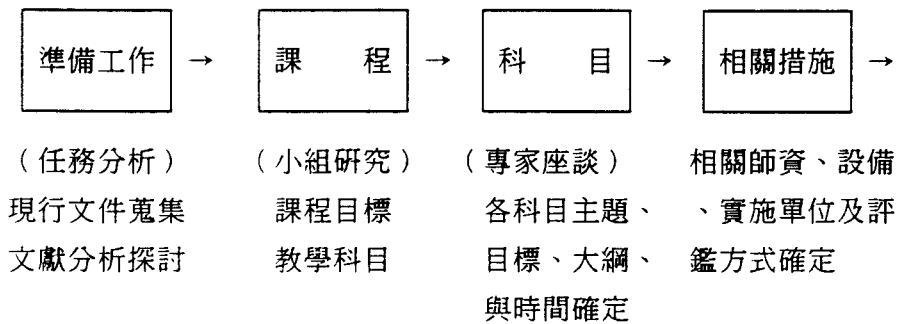 準備工作 → 課 程 → 科 目 → 相關措施 →
(任務分析) (小組研究) (專家座談) 相關師資、設備
現行文件蒐集 課程目標 各科目主題、 、實施單位及評
文獻分析探討 教學科目 目標、大綱、 鑑方式確定
與時間確定